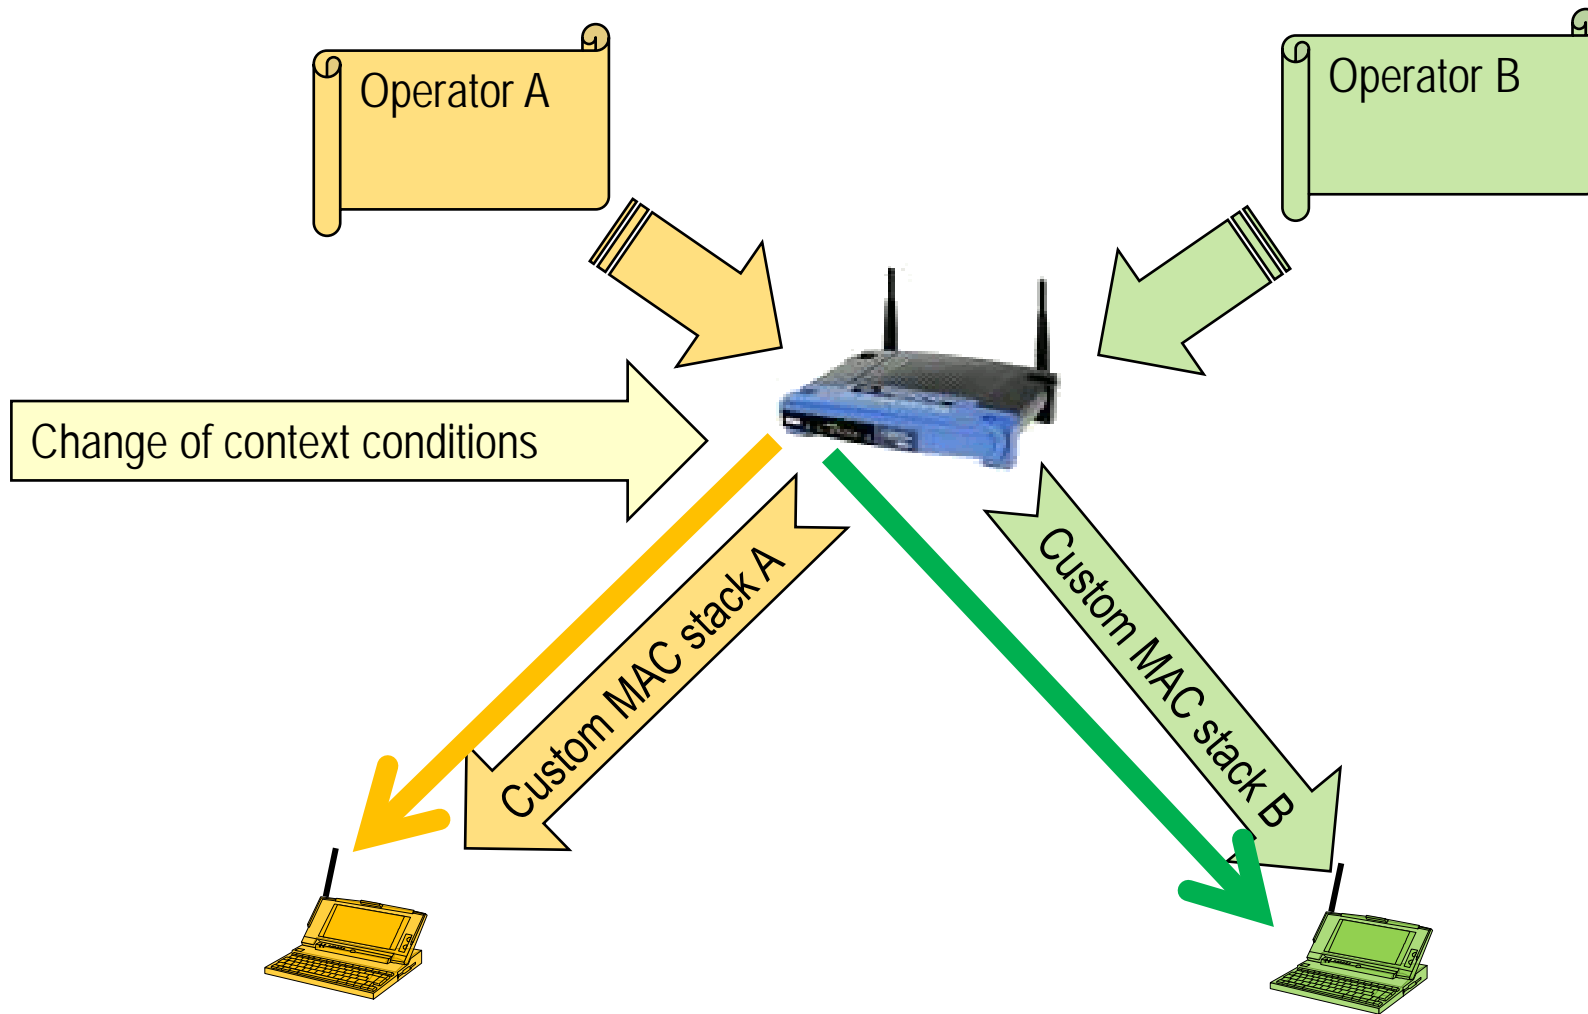 Operator A
Operator B
Change of context conditions
Custom MAC stack A
Custom MAC stack B